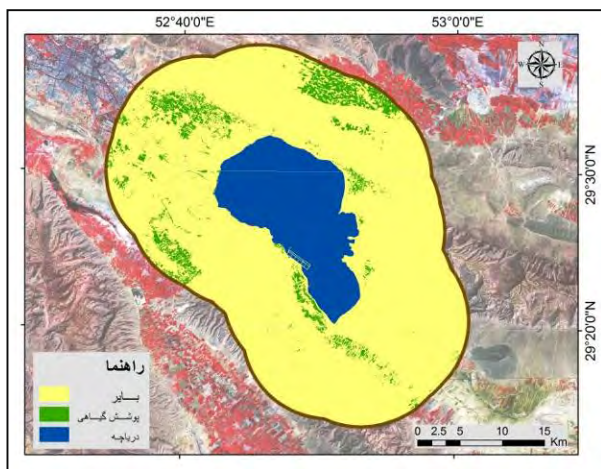 52°40'0"E
53°0'0"E
N
W
E
S
29°30'0"N
29°20'0"N
راهنما
بایر
پوشش گیاهی
دریاچه
0 2.5 5 10 15
Km